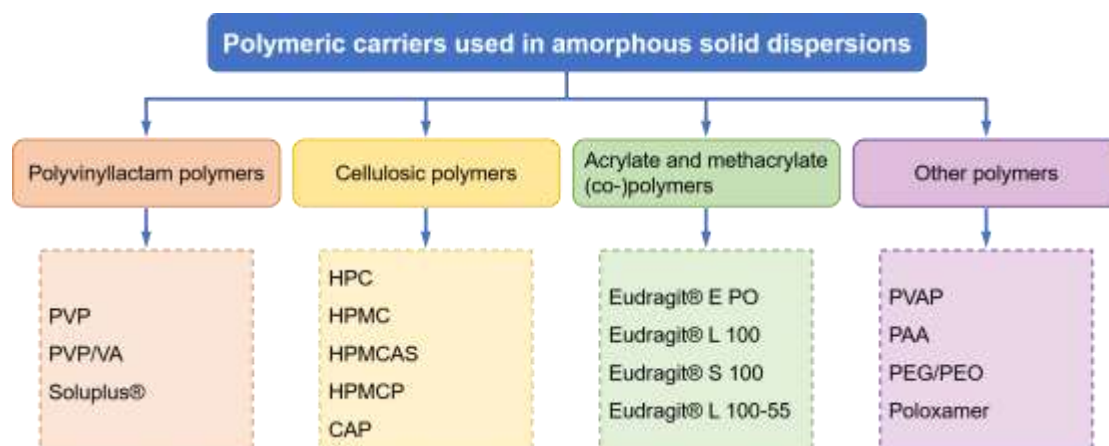 Polymeric carriers used in amorphous solid dispersions
Polyvinyllactam polymers
Cellulosic polymers
Acrylate and methacrylate
(co-)polymers
Other polymers
PVP
PVP/VA
Soluplus®
HPC
HPMC
HPMCAS
HPMCP
CAP
Eudragit® E PO
Eudragit® L 100
Eudragit® S 100
Eudragit® L 100-55
PVAP
PAA
PEG/PEO
Poloxamer